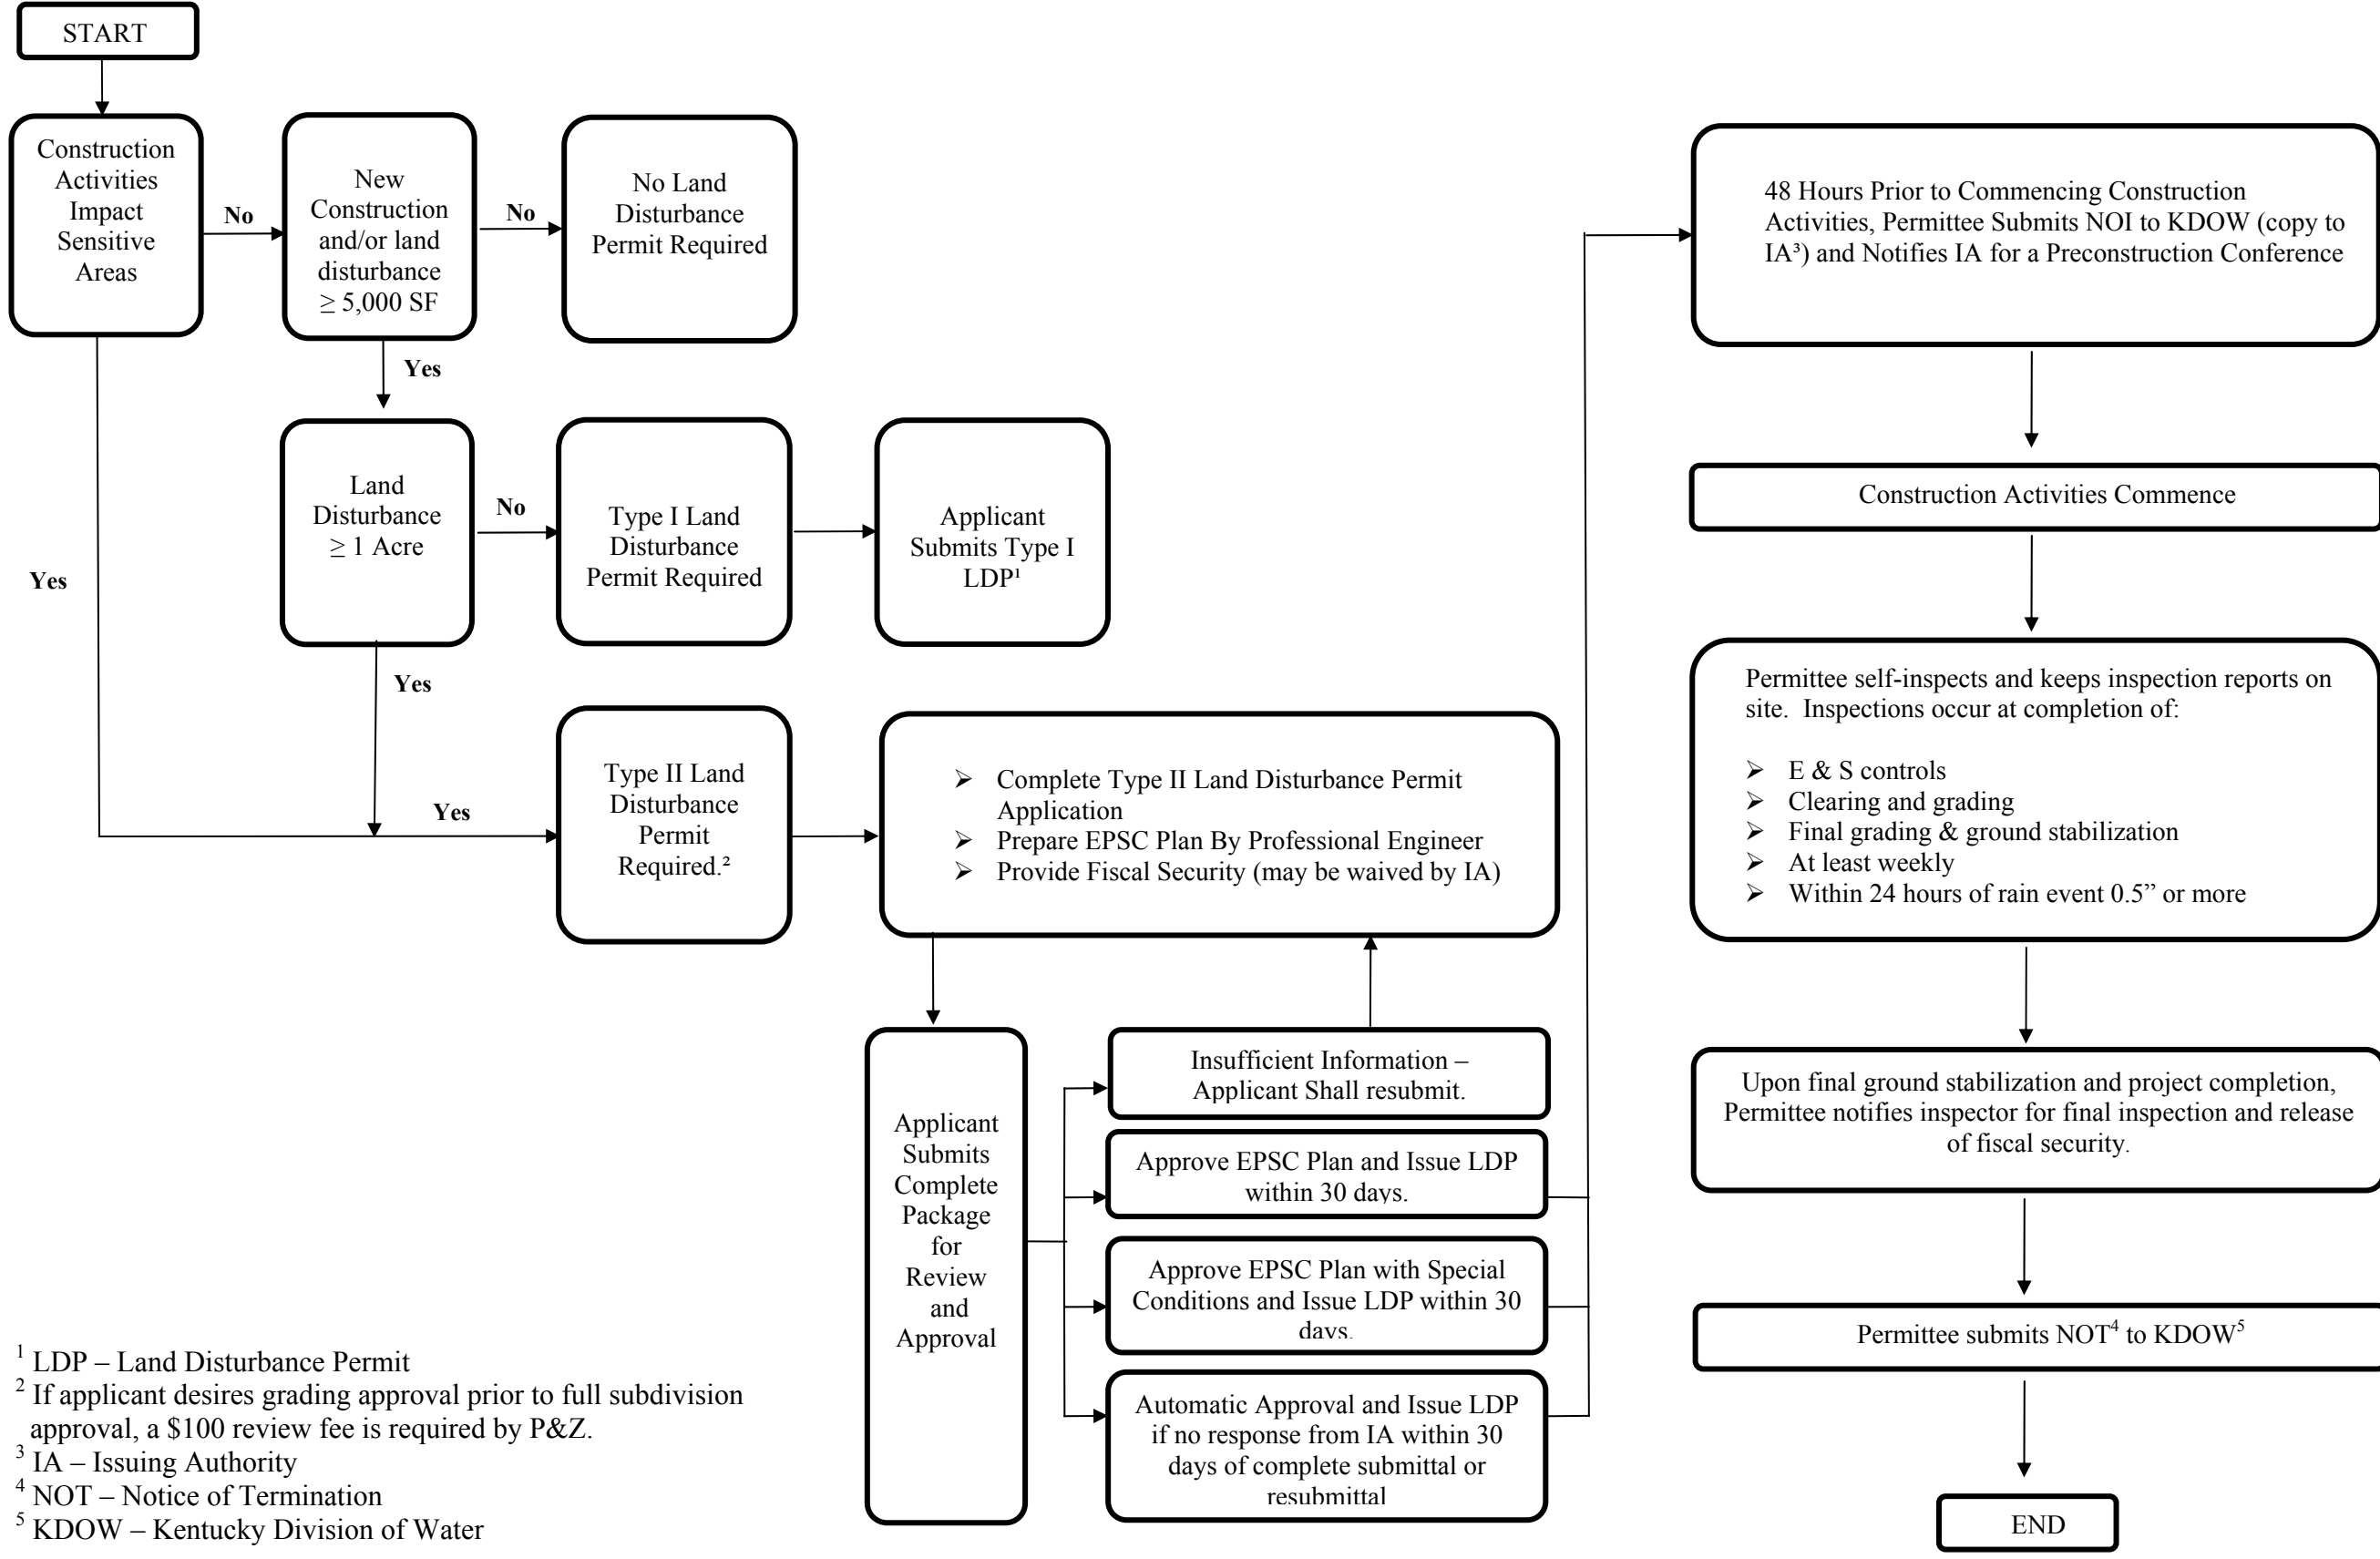 START
Construction
Activities
Impact
Sensitive
Areas
No
New
Construction
and/or land
disturbance
≥ 5,000 SF
No
No Land
Disturbance
Permit Required
Yes
Land
Disturbance
≥ 1 Acre
No
Type I Land
Disturbance
Permit Required
Applicant
Submits Type I
LDP¹
Yes
Yes
Yes
Type II Land
Disturbance
Permit
Required.²
➢ Complete Type II Land Disturbance Permit
Application
➢ Prepare EPSC Plan By Professional Engineer
➢ Provide Fiscal Security (may be waived by IA)
Applicant
Submits
Complete
Package
for
Review
and
Approval
Insufficient Information –
Applicant Shall resubmit.
Approve EPSC Plan and Issue LDP
within 30 days.
Approve EPSC Plan with Special
Conditions and Issue LDP within 30
days.
Automatic Approval and Issue LDP
if no response from IA within 30
days of complete submittal or
resubmittal
48 Hours Prior to Commencing Construction
Activities, Permittee Submits NOI to KDOW (copy to
IA³) and Notifies IA for a Preconstruction Conference
Construction Activities Commence
Permittee self-inspects and keeps inspection reports on
site. Inspections occur at completion of:
➢ E & S controls
➢ Clearing and grading
➢ Final grading & ground stabilization
➢ At least weekly
➢ Within 24 hours of rain event 0.5” or more
Upon final ground stabilization and project completion,
Permittee notifies inspector for final inspection and release
of fiscal security.
Permittee submits NOT⁴ to KDOW⁵
END
¹ LDP – Land Disturbance Permit
² If applicant desires grading approval prior to full subdivision
approval, a $100 review fee is required by P&Z.
³ IA – Issuing Authority
⁴ NOT – Notice of Termination
⁵ KDOW – Kentucky Division of Water